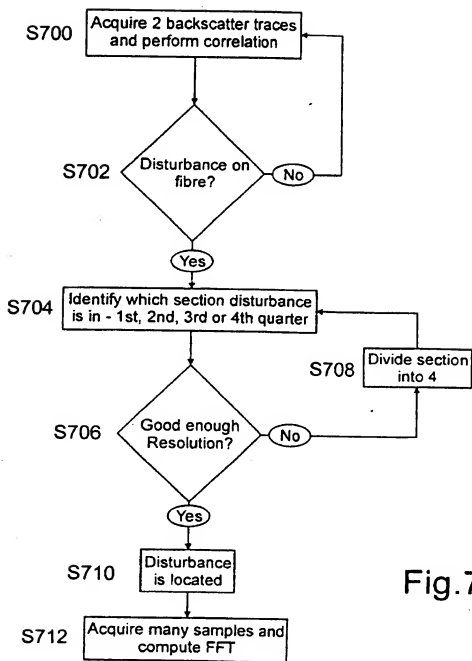 S700
Acquire 2 backscatter traces
and perform correlation
S702
Disturbance on
fibre?
No
Yes
S704
Identify which section disturbance
is in - 1st, 2nd, 3rd or 4th quarter
S708
Divide section
into 4
S706
Good enough
Resolution?
No
Yes
S710
Disturbance
is located
Fig.7
S712
Acquire many samples and
compute FFT